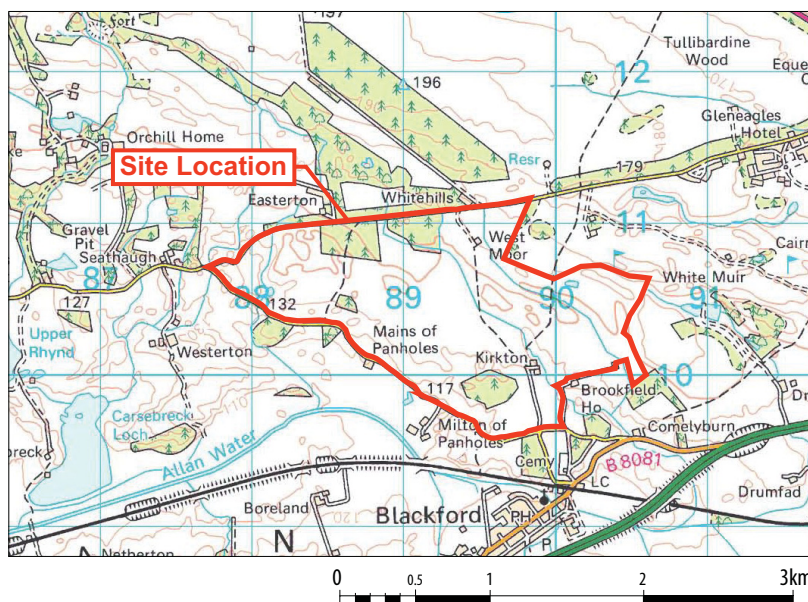 Fort
197
196
Tullibardine
Wood
12
Eque
Gleneagles
Hotel
Orchill Home
Site Location
Resr
179
Whitehills
Easterton
11
West
Moor
Gravel
Pit
Seathaugh
Cairn
87
88
89
90
91
White Muir
127
132
Mains of
Panholes
Upper
Rhynd
Westerton
Kirkton
10
117
Brookfield
Ho
Carsebreck
Loch
Milton of
Panholes
Comelyburn
Allan Water
Cemy
B 8081
LC
Drumfad
Boreland
Blackford
PH
P
N
Netherton
0
0.5
1
2
3km